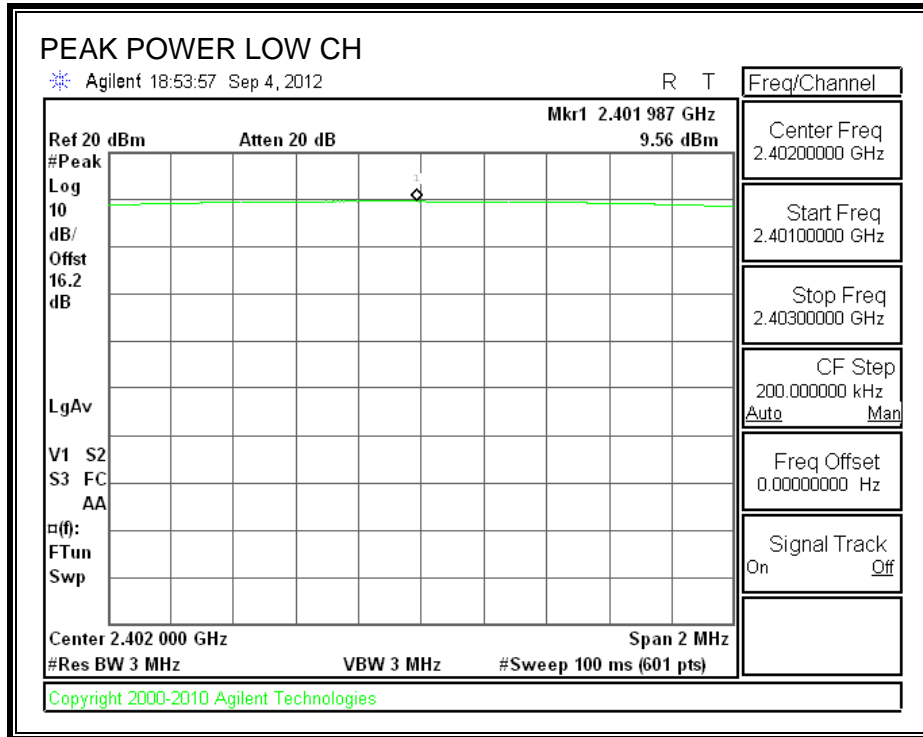 PEAK POWER LOW CH
Agilent 18:53:57 Sep 4, 2012 R T
Mkr1 2.401 987 GHz
Ref 20 dBm Atten 20 dB 9.56 dBm
#Peak
Log
10
dB/
Offst
16.2
dB
1
LgAv
V1 S2
S3 FC
AA
¤(f):
FTun
Swp
Center 2.402 000 GHz Span 2 MHz
#Res BW 3 MHz VBW 3 MHz #Sweep 100 ms (601 pts)
Copyright 2000-2010 Agilent Technologies
Freq/Channel
Center Freq
2.40200000 GHz
Start Freq
2.40100000 GHz
Stop Freq
2.40300000 GHz
CF Step
200.000000 kHz
Auto Man
Freq Offset
0.00000000 Hz
Signal Track
On Off